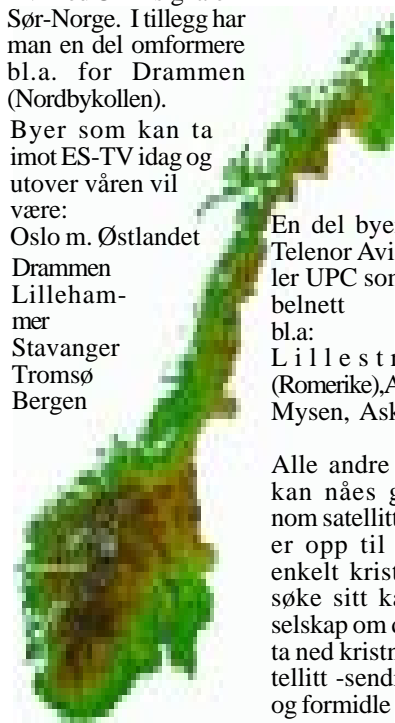 Sør-Norge. I tillegg har
man en del omformere
bl.a. for Drammen
(Nordbykollen).
Byer som kan ta
imot ES-TV idag og
utover våren vil
være:
Oslo m. Østlandet
Drammen
Lilleham-
mer
Stavanger
Tromsø
Bergen
En del bye
Telenor Avi
ler UPC som
belnett
bl.a:
Lillestr
(Romerike),A
Mysen, Ask
Alle andre
kan nåes g
nom satellitt
er opp til
enkelt krist
søke sitt ka
selskap om
ta ned kristn
tellitt -sendi
og formidle